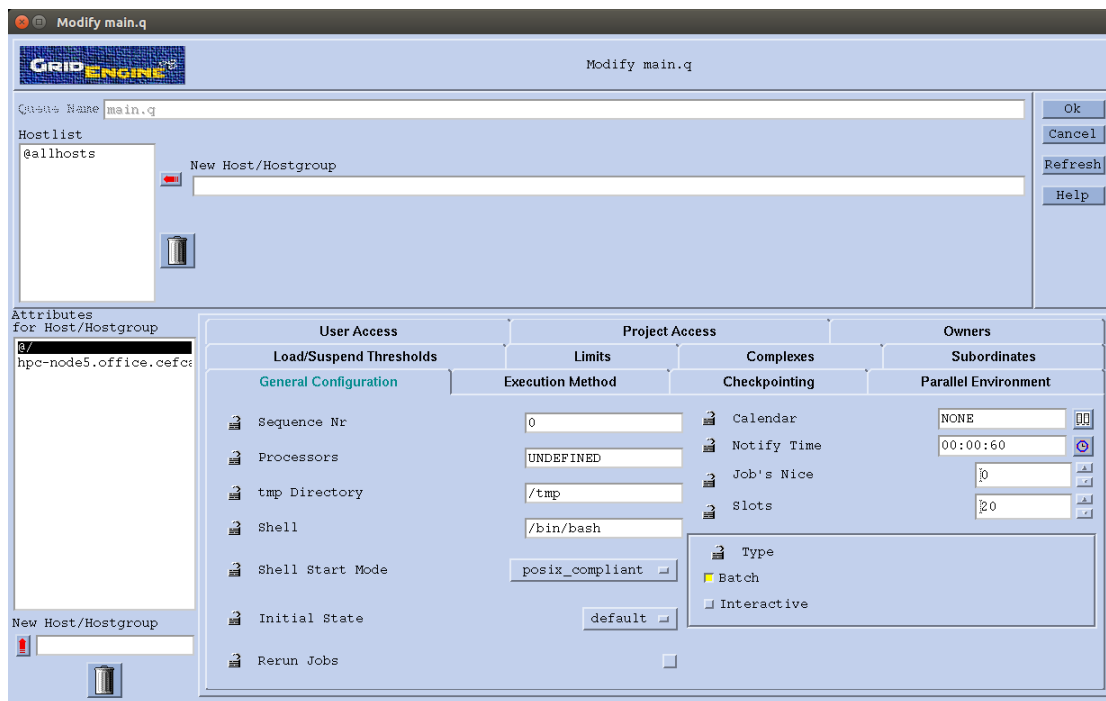 Modify main.q
GRID ENGINE
Modify main.q
Queue Name main.q
Ok
Hostlist
Cancel
@allhosts
New Host/Hostgroup
Refresh
Help
Attributes
for Host/Hostgroup
@/
hpc-node5.office.cefca
User Access
Project Access
Owners
Load/Suspend Thresholds
Limits
Complexes
Subordinates
General Configuration
Execution Method
Checkpointing
Parallel Environment
Sequence Nr 0
Processors UNDEFINED
tmp Directory /tmp
Shell /bin/bash
Shell Start Mode posix_compliant
Initial State default
Rerun Jobs
Calendar NONE
Notify Time 00:00:60
Job's Nice 0
Slots 20
Type
Batch
Interactive
New Host/Hostgroup